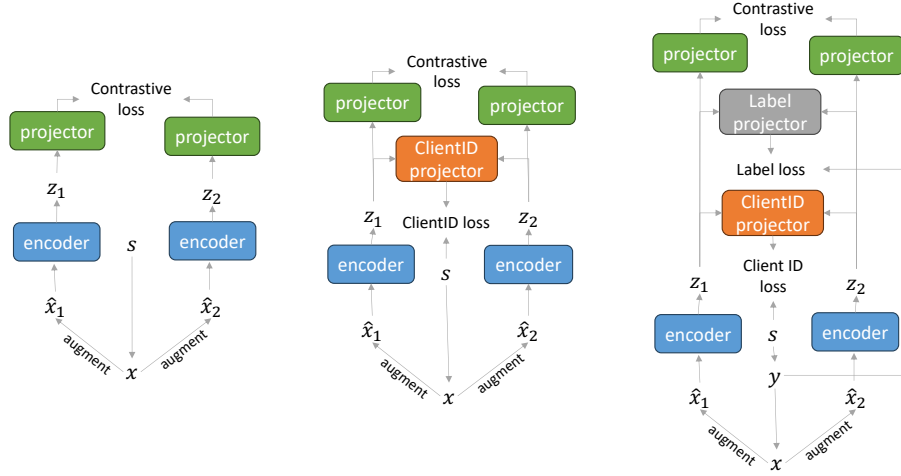 Contrastive
loss
projector
projector
z₁
z₂
encoder
s
encoder
x̂₁
x̂₂
augment
augment
x
Contrastive
loss
projector
projector
ClientID
projector
z₁
ClientID loss
z₂
encoder
s
encoder
x̂₁
x̂₂
augment
augment
x
Contrastive
loss
projector
projector
Label
projector
Label loss
ClientID
projector
z₁
Client ID
loss
z₂
encoder
s
encoder
y
x̂₁
x̂₂
augment
augment
x